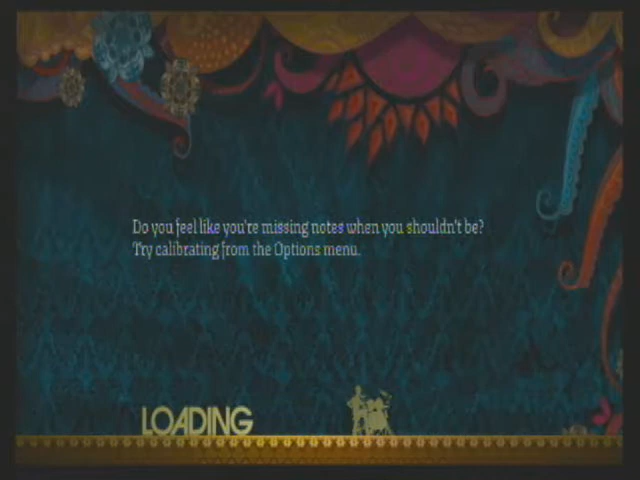 Do you feel like you're missing notes when you shouldn't be?
Try calibrating from the Options menu.
LOADING